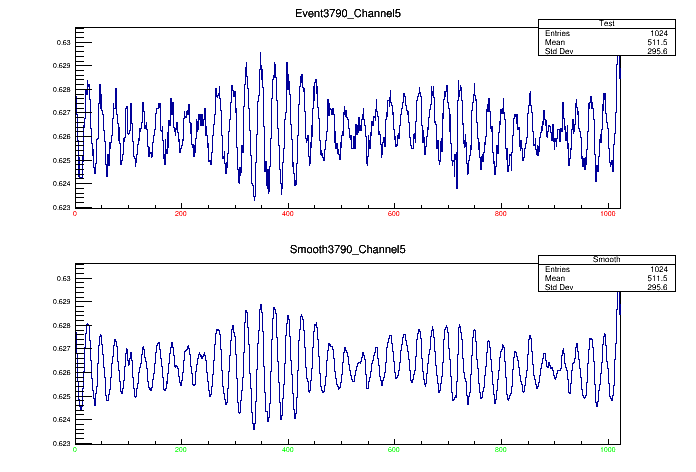 Event3790_Channel5
Test
Entries 1024
Mean 511.5
Std Dev 295.6
0.63
0.629
0.628
0.627
0.626
0.625
0.624
0.623
0 200 400 600 800 1000
Smooth3790_Channel5
Smooth
Entries 1024
Mean 511.5
Std Dev 295.6
0.63
0.629
0.628
0.627
0.626
0.625
0.624
0.623
0 200 400 600 800 1000